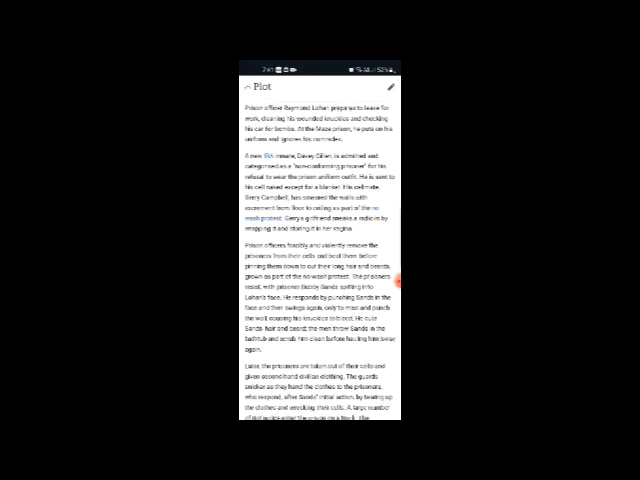 7:41
52%
Plot
Prison officer Raymond Lohan prepares to leave for
work, cleaning his wounded knuckles and checking
his car for bombs. At the Maze prison, he puts on his
uniform and ignores his comrades.
A new IRA inmate, Davey Gillen, is admitted and
categorised as a "non-conforming prisoner" for his
refusal to wear the prison uniform outfit. He is sent to
his cell naked except for a blanket. His cellmate,
Gerry Campbell, has smeared the walls with
excrement from floor to ceiling as part of the no
wash protest. Gerry's girlfriend sneaks a radio in by
wrapping it and storing it in her vagina.
Prison officers forcibly and violently remove the
prisoners from their cells and beat them before
pinning them down to cut their long hair and beards,
grown as part of the no-wash protest. The prisoners
resist, with prisoner Bobby Sands spitting into
Lohan's face. He responds by punching Sands in the
face and then swings again, only to miss and punch
the wall, causing his knuckles to bleed. He cuts
Sands' hair and beard; the men throw Sands in the
bathtub and scrub him clean before hauling him away
again.
Later, the prisoners are taken out of their cells and
given second-hand civilian clothing. The guards
snicker as they hand the clothes to the prisoners,
who respond, after Sands' initial action, by tearing up
the clothes and wrecking their cells. A large number
of riot police enter the prison on a truck.